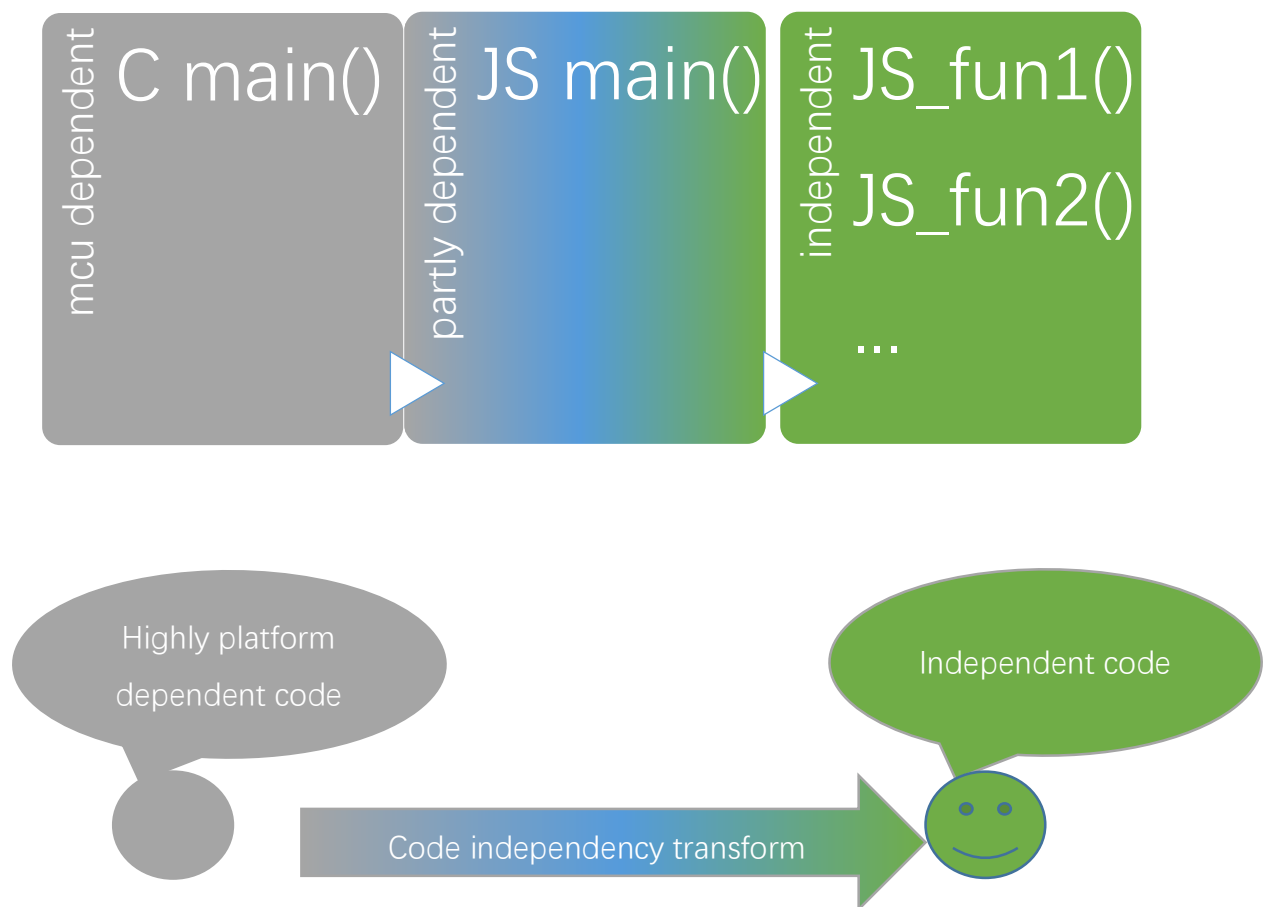 mcu dependent
C main()
partly dependent
JS main()
independent
JS_fun1()
JS_fun2()
...
Highly platform
dependent code
Independent code
Code independency transform